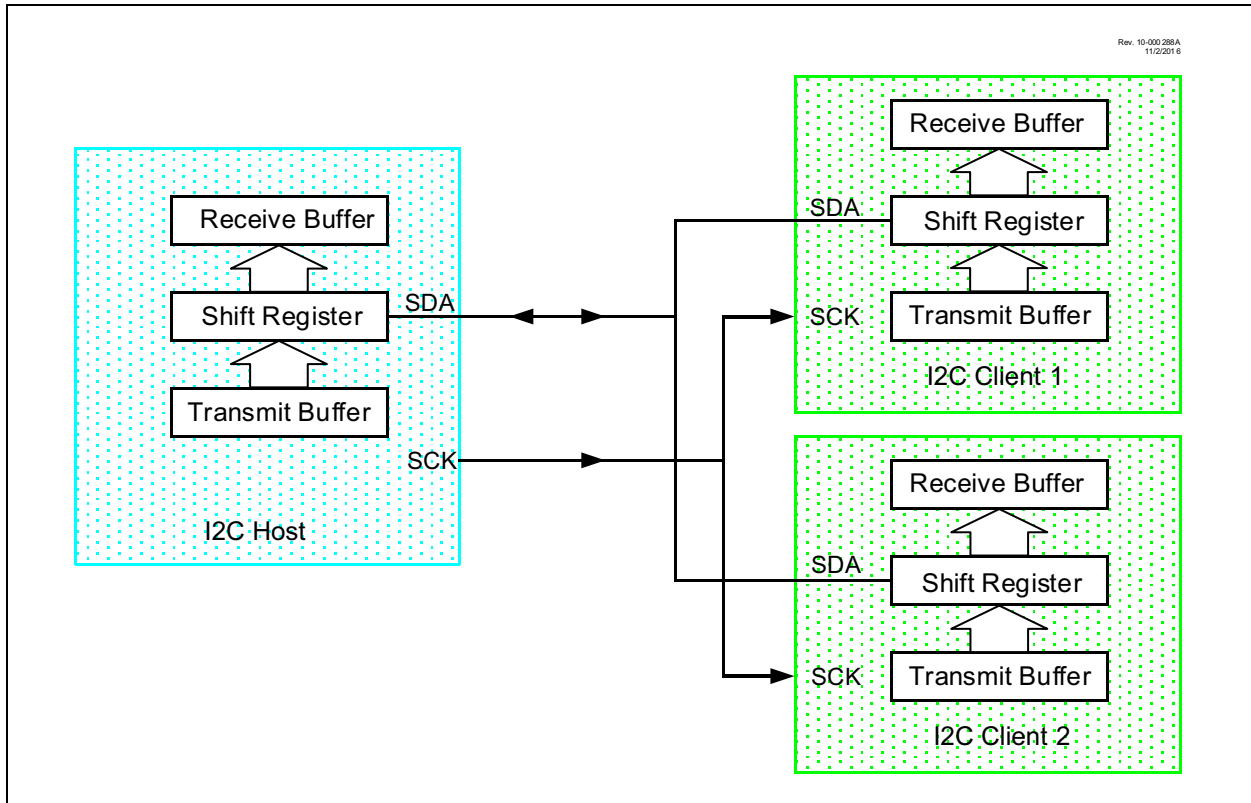 Rev. 10-000 288A
11/2/201 6
Receive Buffer
Shift Register
Transmit Buffer
SDA
SCK
I2C Host
Receive Buffer
SDA
Shift Register
SCK
Transmit Buffer
I2C Client 1
Receive Buffer
SDA
Shift Register
SCK
Transmit Buffer
I2C Client 2